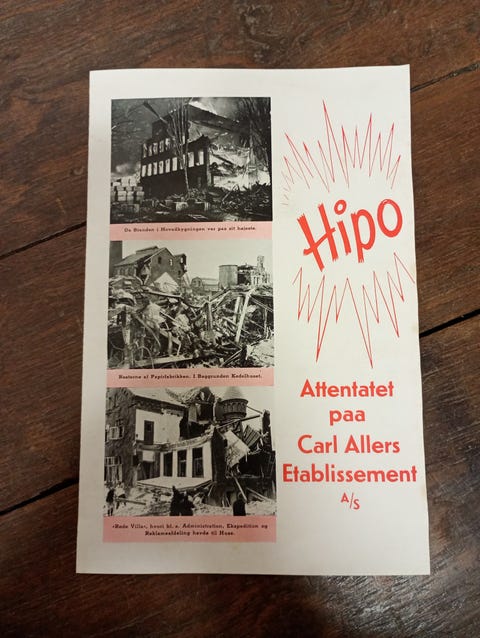 Da Branden i Hovedbygningen var paa sit højeste.
Resterne af Papirfabrikken. I Baggrunden Kedelhuset.
»Røde Villa«, hvori bl. a. Administration, Ekspedition og
Reklameafdeling havde til Huse.
Hipo
Attentatet
paa
Carl Allers
Etablissement
A/S